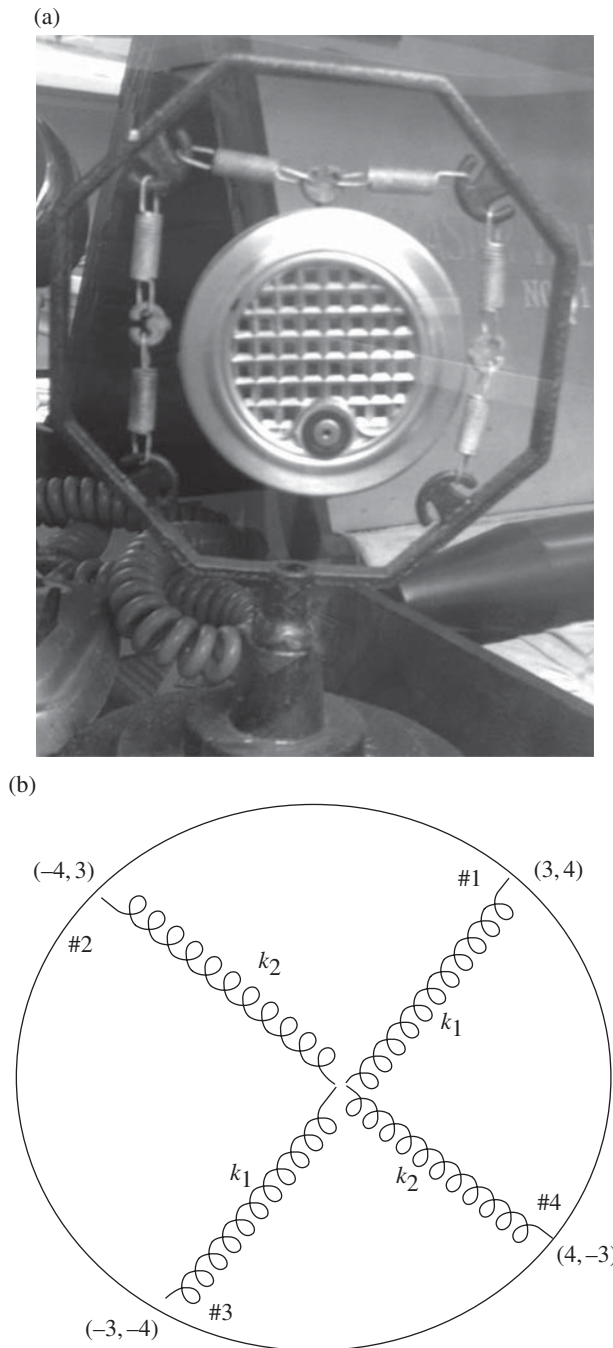 (a)
(b)
(–4, 3)
#1
(3, 4)
#2
k2
k1
k1
k2
#4
(4, –3)
#3
(–3, –4)